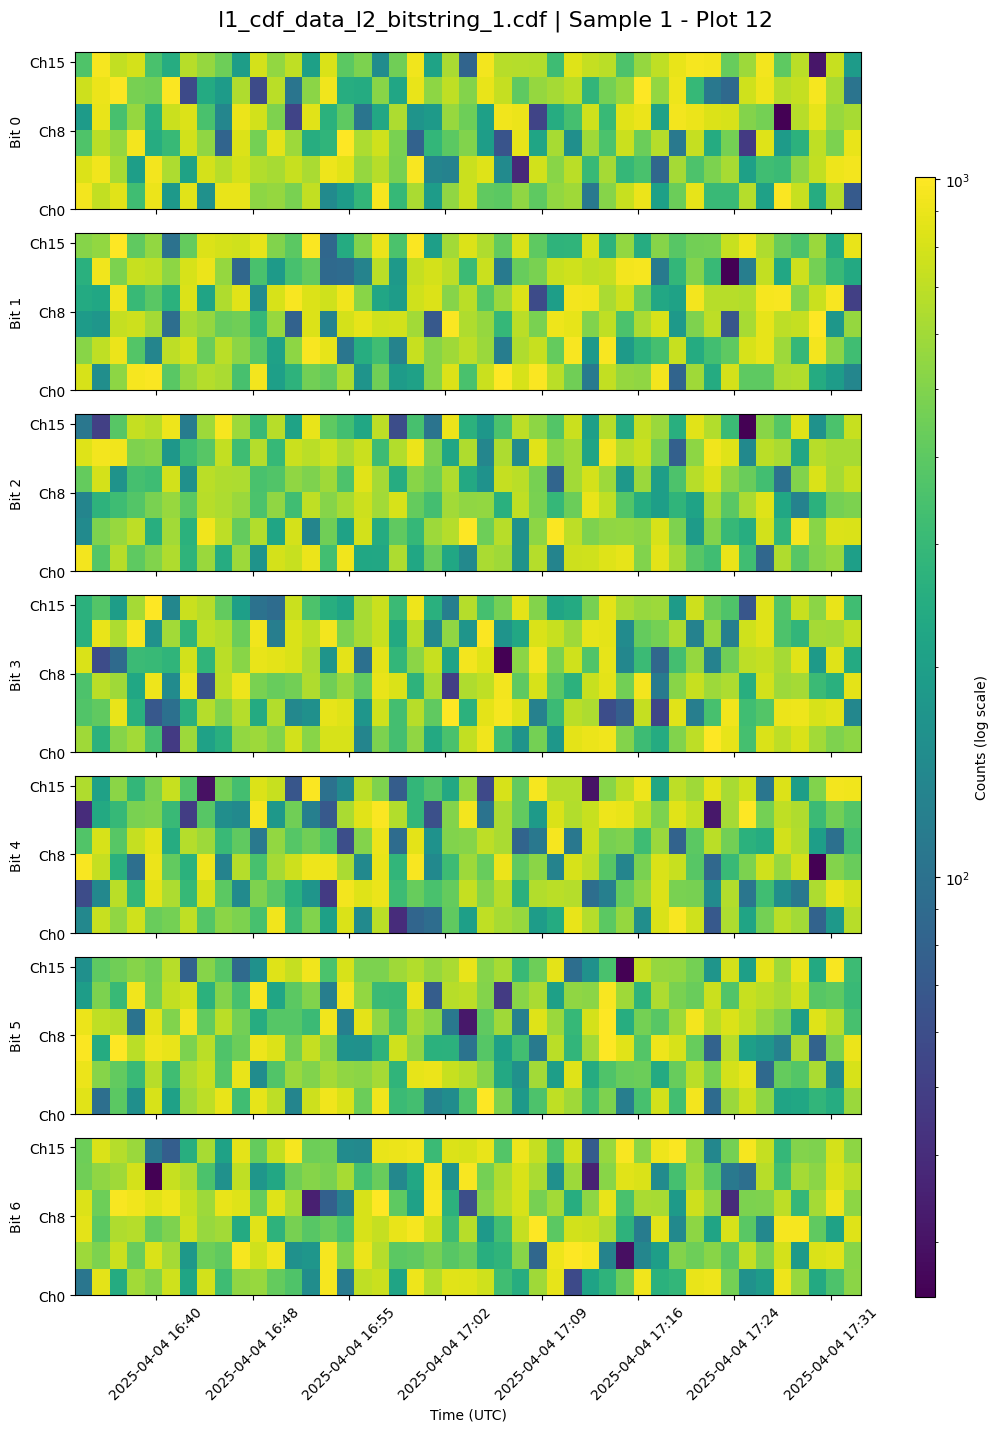 l1_cdf_data_l2_bitstring_1.cdf | Sample 1 - Plot 12
Ch15
Ch8
Ch0
Bit 0
Ch15
Ch8
Ch0
Bit 1
Ch15
Ch8
Ch0
Bit 2
Ch15
Ch8
Ch0
Bit 3
Ch15
Ch8
Ch0
Bit 4
Ch15
Ch8
Ch0
Bit 5
Ch15
Ch8
Ch0
Bit 6
2025-04-04 16:40
2025-04-04 16:48
2025-04-04 16:55
2025-04-04 17:02
2025-04-04 17:09
2025-04-04 17:16
2025-04-04 17:24
2025-04-04 17:31
Time (UTC)
10³
10²
Counts (log scale)